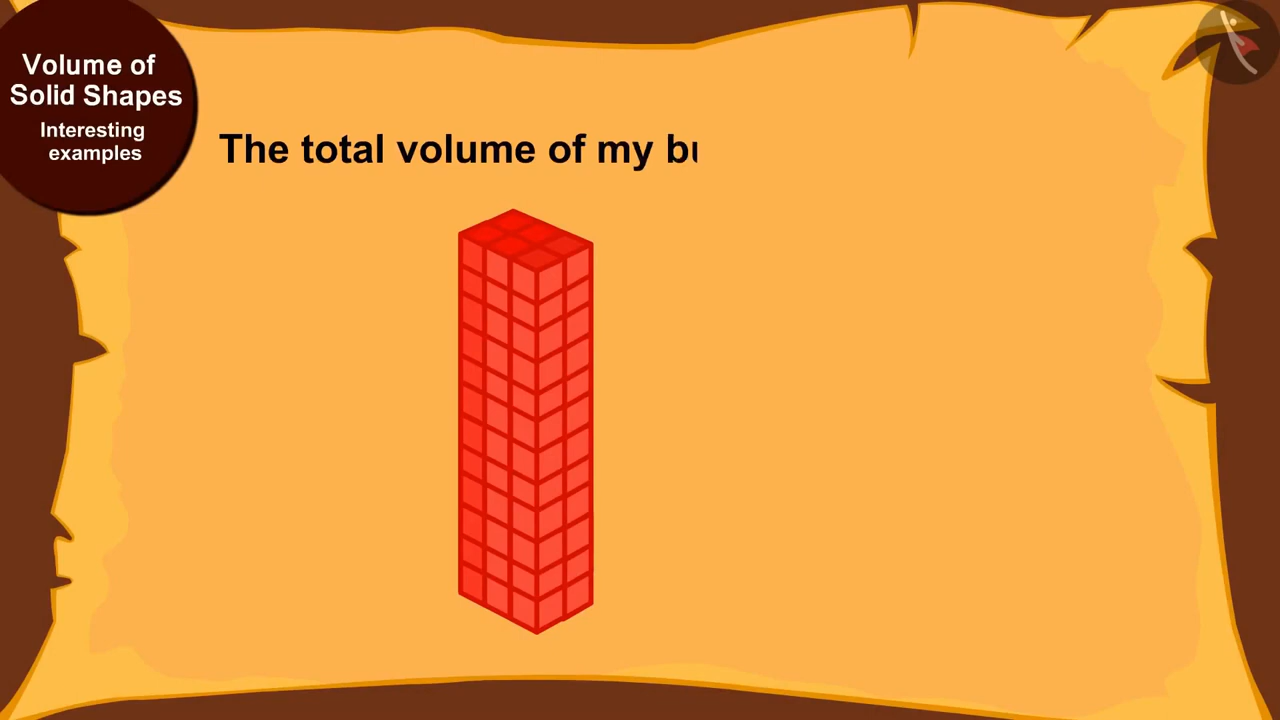 Volume of
Solid Shapes
Interesting
examples
The total volume of my